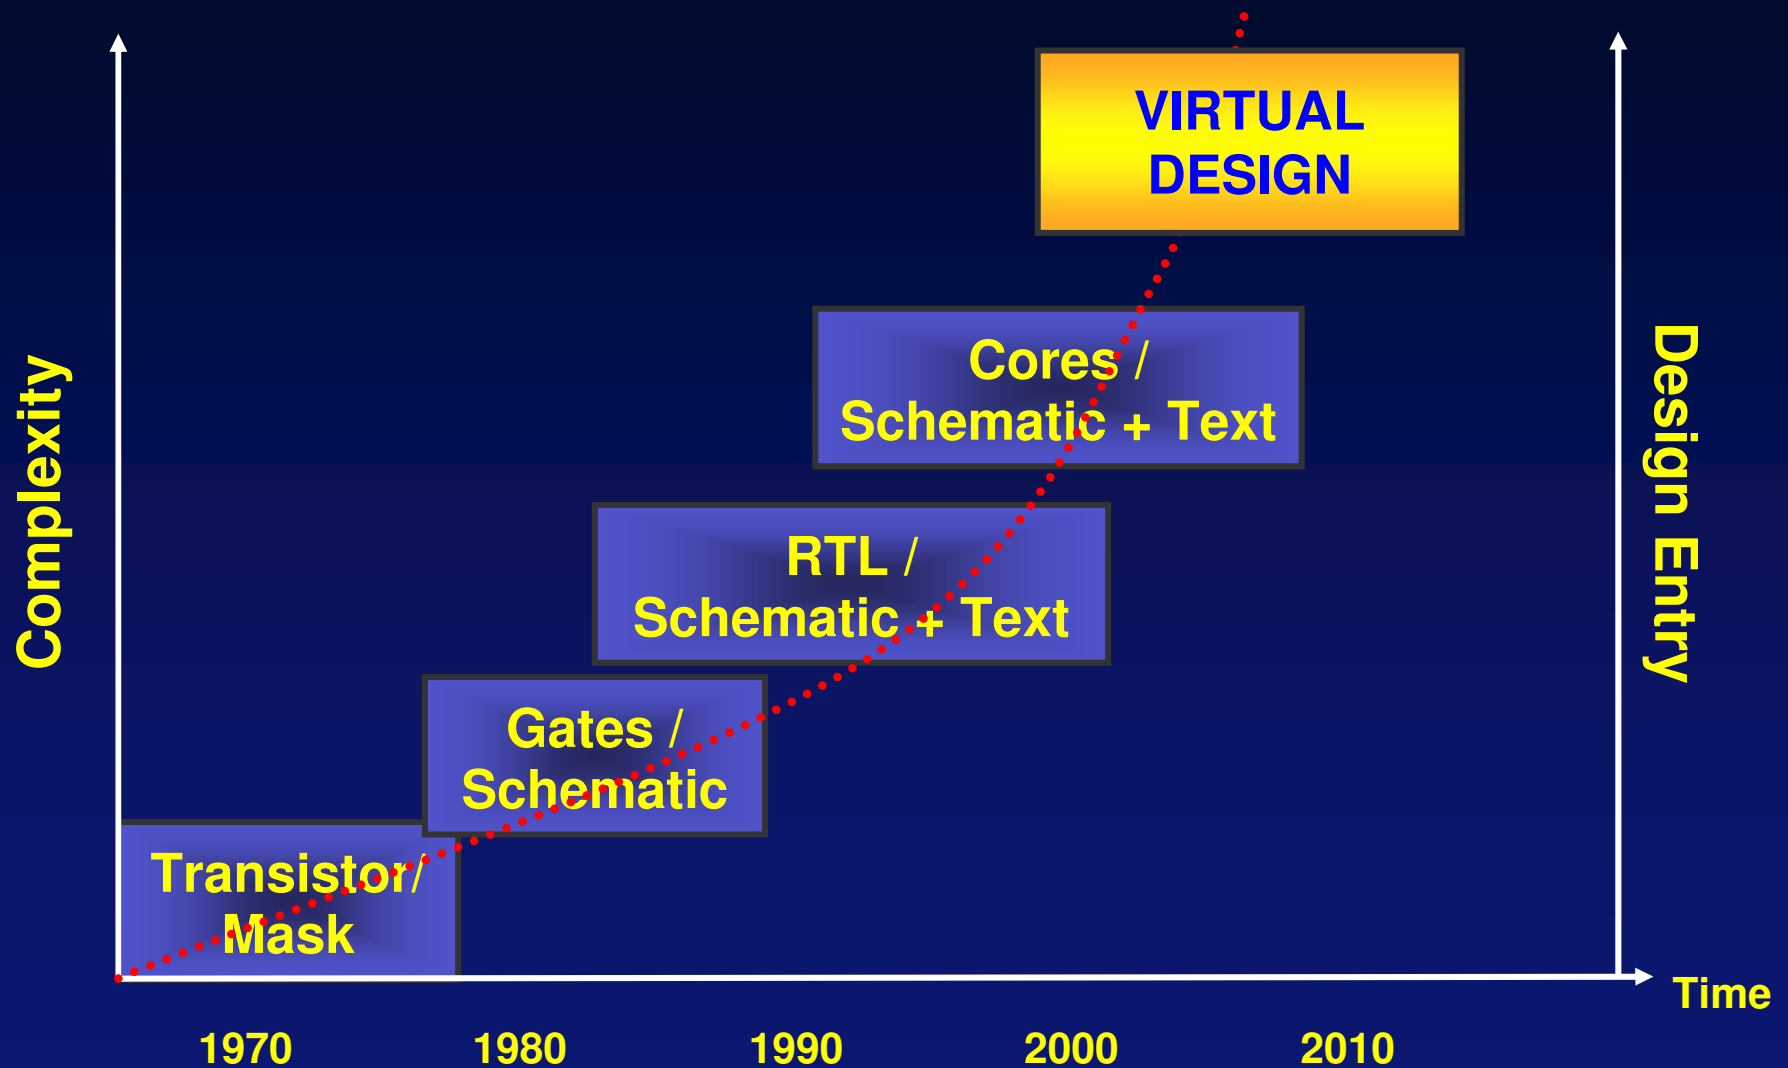 VIRTUAL
DESIGN
Cores /
Schematic + Text
RTL /
Schematic + Text
Gates /
Schematic
Transistor/
Mask
Complexity
Design Entry
Time
1970 1980 1990 2000 2010